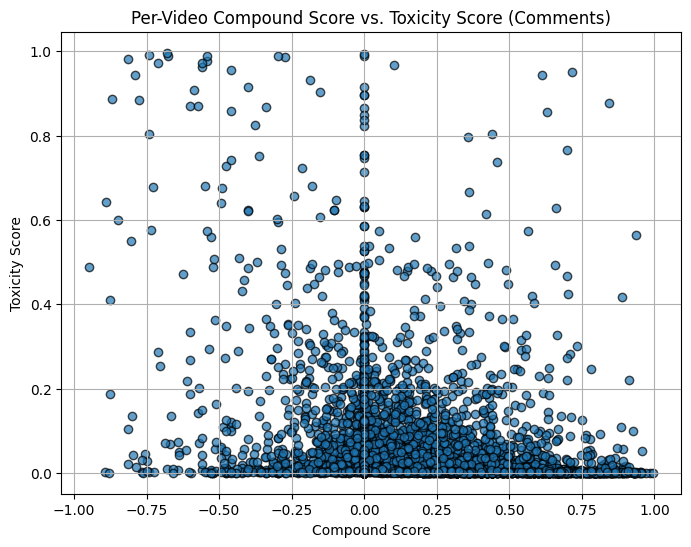 Per-Video Compound Score vs. Toxicity Score (Comments)
1.0
0.8
0.6
0.4
0.2
0.0
Toxicity Score
−1.00 −0.75 −0.50 −0.25 0.00 0.25 0.50 0.75 1.00
Compound Score